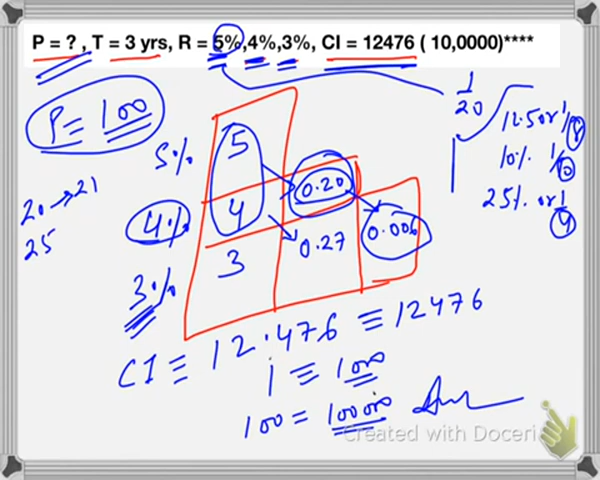 P = ? , T = 3 yrs, R = 5%,4%,3%, CI = 12476 ( 10,0000)****
P = 100
1
20
12.5 or 1/8
10% 1/10
25% or 1/4
5%
5
20 → 21
4%
4
0.20
25
3
0.27
0.006
3%
CI ≡ 12.476 ≡ 12476
1 ≡ 1000
100 = 100000 Ans
Created with Doceri